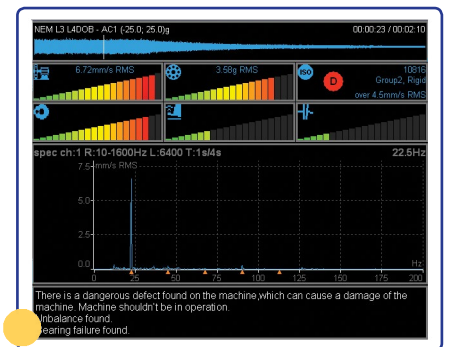 NEM L3 L4DOB - AC1 (-25.0; 25.0)g 00:00:23 / 00:02:10
6.72mm/s RMS 3.58g RMS ISO D 10816
Group2, Rigid
over 4.5mm/s RMS
spec ch:1 R:10-1600Hz L:6400 T:1s/4s 22.5Hz
7.5 mm/s RMS
5.0
2.5
0.0 Hz
0 25 50 75 100 125 150 175 200
There is a dangerous defect found on the machine,which can cause a damage of the
machine. Machine shouldn't be in operation.
nbalance found.
earing failure found.